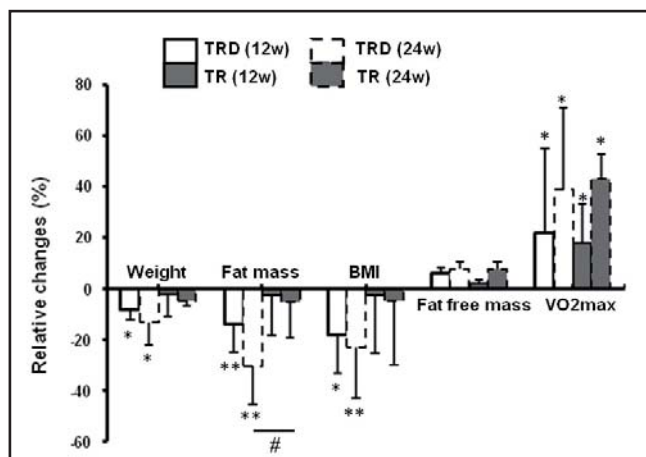 TRD (12w) TRD (24w)
TR (12w) TR (24w)
Relative changes (%)
80
60
40
20
0
-20
-40
-60
Weight Fat mass BMI
Fat free mass VO2max
* * * *
* * ** * **
**
#